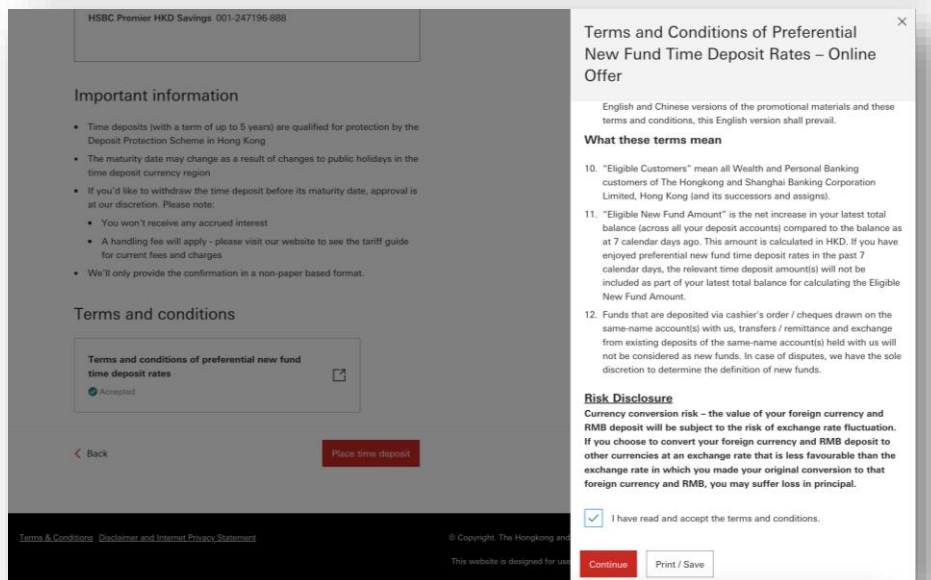 HSBC Premier HKD Savings 001-247196-888
Important information
• Time deposits (with a term of up to 5 years) are qualified for protection by the
Deposit Protection Scheme in Hong Kong
• The maturity date may change as a result of changes to public holidays in the
time deposit currency region
• If you'd like to withdraw the time deposit before its maturity date, approval is
at our discretion. Please note:
• You won't receive any accrued interest
• A handling fee will apply - please visit our website to see the tariff guide
for current fees and charges
• We'll only provide the confirmation in a non-paper based format.
Terms and conditions
Terms and conditions of preferential new fund
time deposit rates
Accepted
Back
Place time deposit
Terms & Conditions Disclaimer and Internet Privacy Statement
© Copyright. The Hongkong and
This website is designed for use
Terms and Conditions of Preferential
New Fund Time Deposit Rates – Online
Offer
English and Chinese versions of the promotional materials and these
terms and conditions, this English version shall prevail.
What these terms mean
10. "Eligible Customers" mean all Wealth and Personal Banking
customers of The Hongkong and Shanghai Banking Corporation
Limited, Hong Kong (and its successors and assigns).
11. "Eligible New Fund Amount" is the net increase in your latest total
balance (across all your deposit accounts) compared to the balance as
at 7 calendar days ago. This amount is calculated in HKD. If you have
enjoyed preferential new fund time deposit rates in the past 7
calendar days, the relevant time deposit amount(s) will not be
included as part of your latest total balance for calculating the Eligible
New Fund Amount.
12. Funds that are deposited via cashier's order / cheques drawn on the
same-name account(s) with us, transfers / remittance and exchange
from existing deposits of the same-name account(s) held with us will
not be considered as new funds. In case of disputes, we have the sole
discretion to determine the definition of new funds.
Risk Disclosure
Currency conversion risk – the value of your foreign currency and
RMB deposit will be subject to the risk of exchange rate fluctuation.
If you choose to convert your foreign currency and RMB deposit to
other currencies at an exchange rate that is less favourable than the
exchange rate in which you made your original conversion to that
foreign currency and RMB, you may suffer loss in principal.
I have read and accept the terms and conditions.
Continue
Print / Save